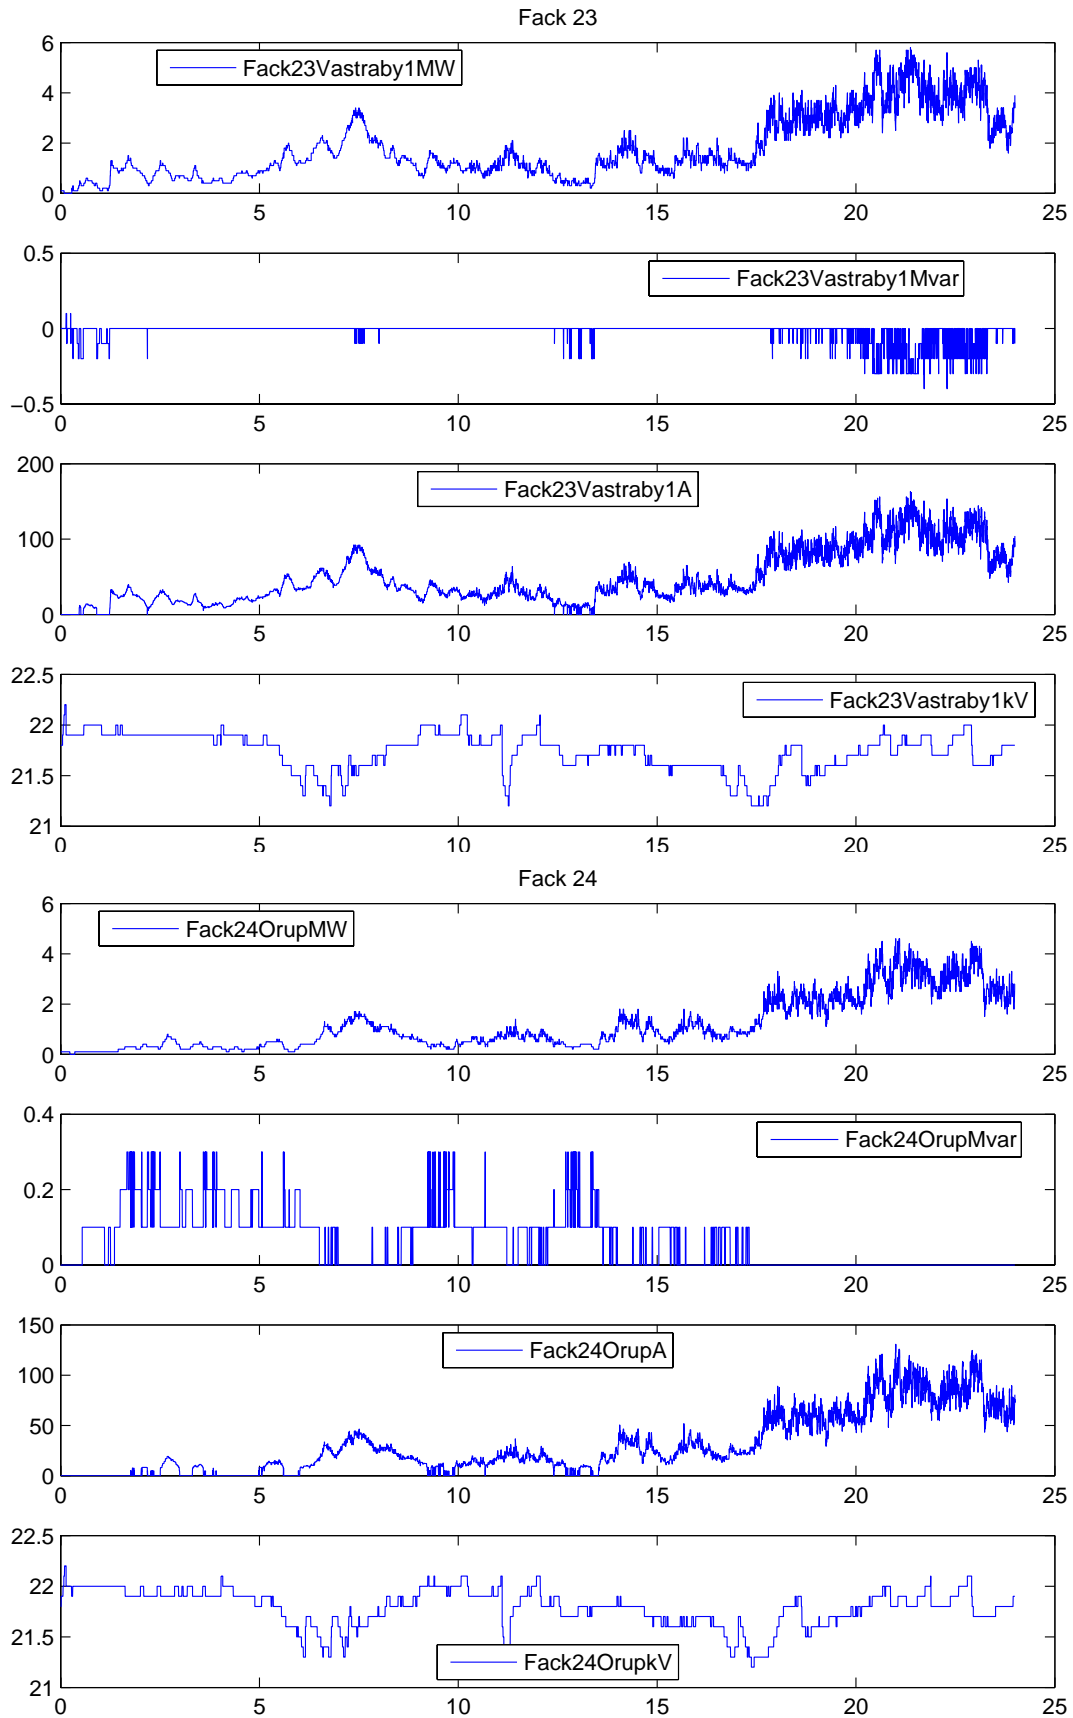 Fack 23
6
4
2
0
Fack23Vastraby1MW
0 5 10 15 20 25
0.5
0
−0.5
Fack23Vastraby1Mvar
0 5 10 15 20 25
200
100
0
Fack23Vastraby1A
0 5 10 15 20 25
22.5
22
21.5
21
Fack23Vastraby1kV
0 5 10 15 20 25
Fack 24
6
4
2
0
Fack24OrupMW
0 5 10 15 20 25
0.4
0.2
0
Fack24OrupMvar
0 5 10 15 20 25
150
100
50
0
Fack24OrupA
0 5 10 15 20 25
22.5
22
21.5
21
Fack24OrupkV
0 5 10 15 20 25